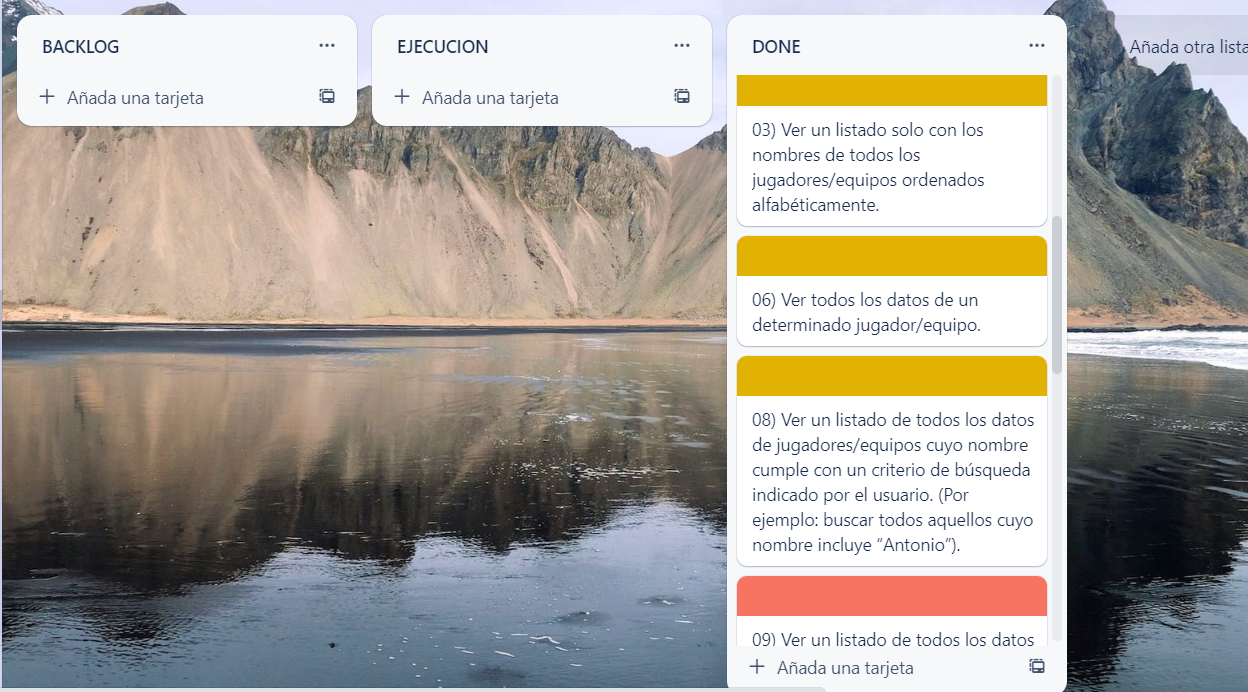 BACKLOG
Añada una tarjeta
EJECUCION
Añada una tarjeta
DONE
03) Ver un listado solo con los
nombres de todos los
jugadores/equipos ordenados
alfabéticamente.
06) Ver todos los datos de un
determinado jugador/equipo.
08) Ver un listado de todos los datos
de jugadores/equipos cuyo nombre
cumple con un criterio de búsqueda
indicado por el usuario. (Por
ejemplo: buscar todos aquellos cuyo
nombre incluye “Antonio”).
09) Ver un listado de todos los datos
Añada una tarjeta
Añada otra lista